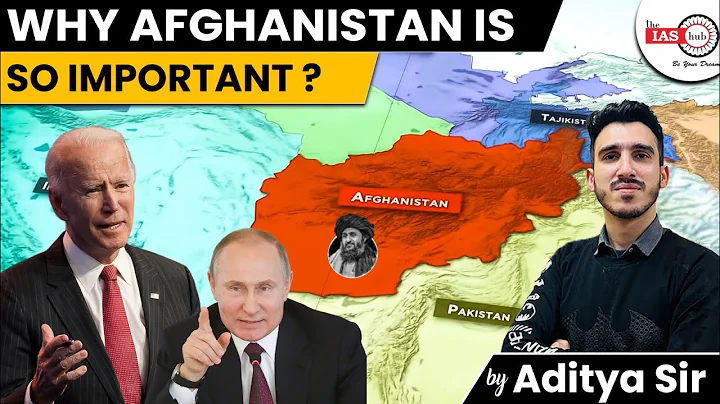 WHY AFGHANISTAN IS
SO IMPORTANT ?
the
IAS hub
Be Your Dream
TAJIKIST
AFGHANISTAN
PAKISTAN
by Aditya Sir